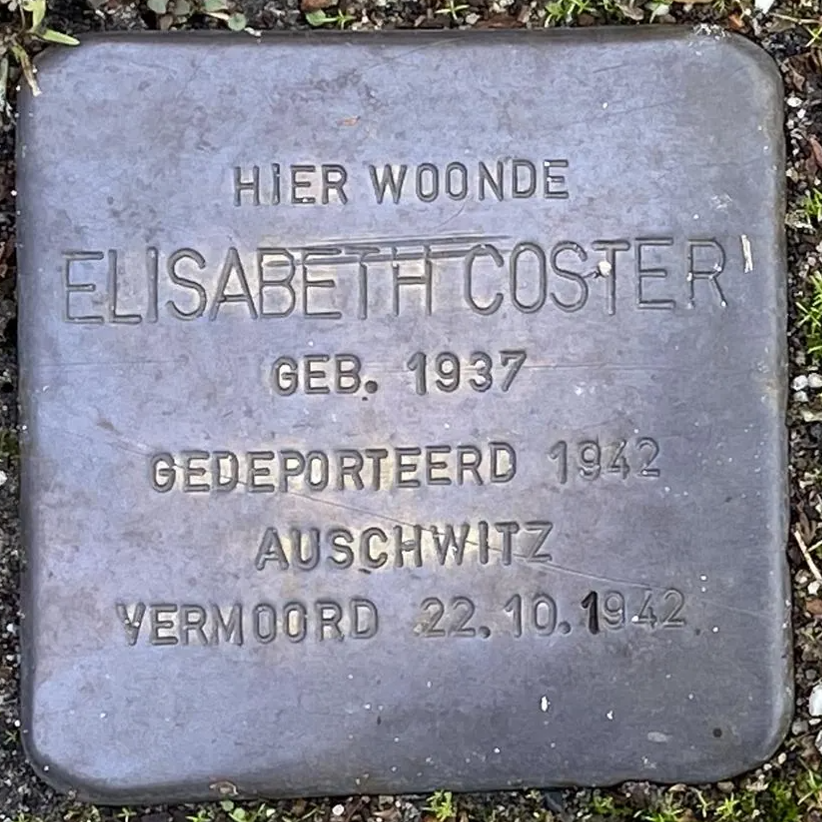 HIER WOONDE
ELISABETH COSTER
GEB. 1937
GEDEPORTEERD 1942
AUSCHWITZ
VERMOORD 22.10.1942